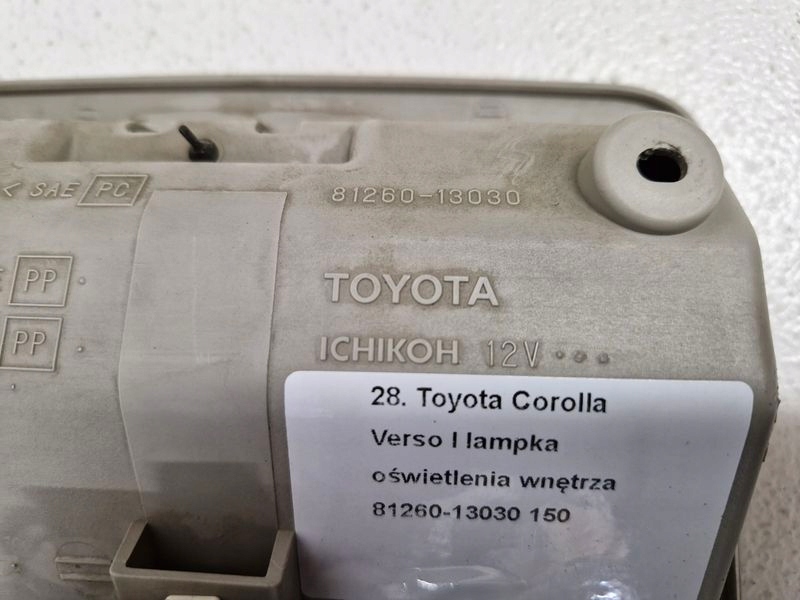 < SAE PC
81260-13030
PP
TOYOTA
PP
ICHIKOH 12V
28. Toyota Corolla
Verso I lampka
oświetlenia wnętrza
81260-13030 150